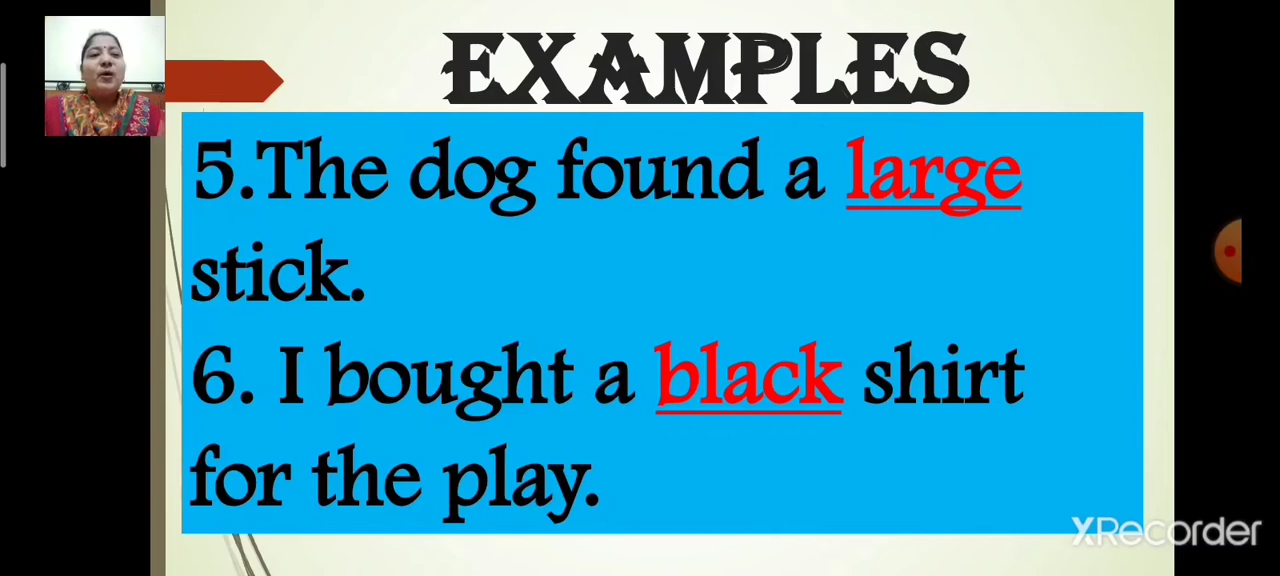 EXAMPLES
5.The dog found a large
stick.
6. I bought a black shirt
for the play.
XRecorder